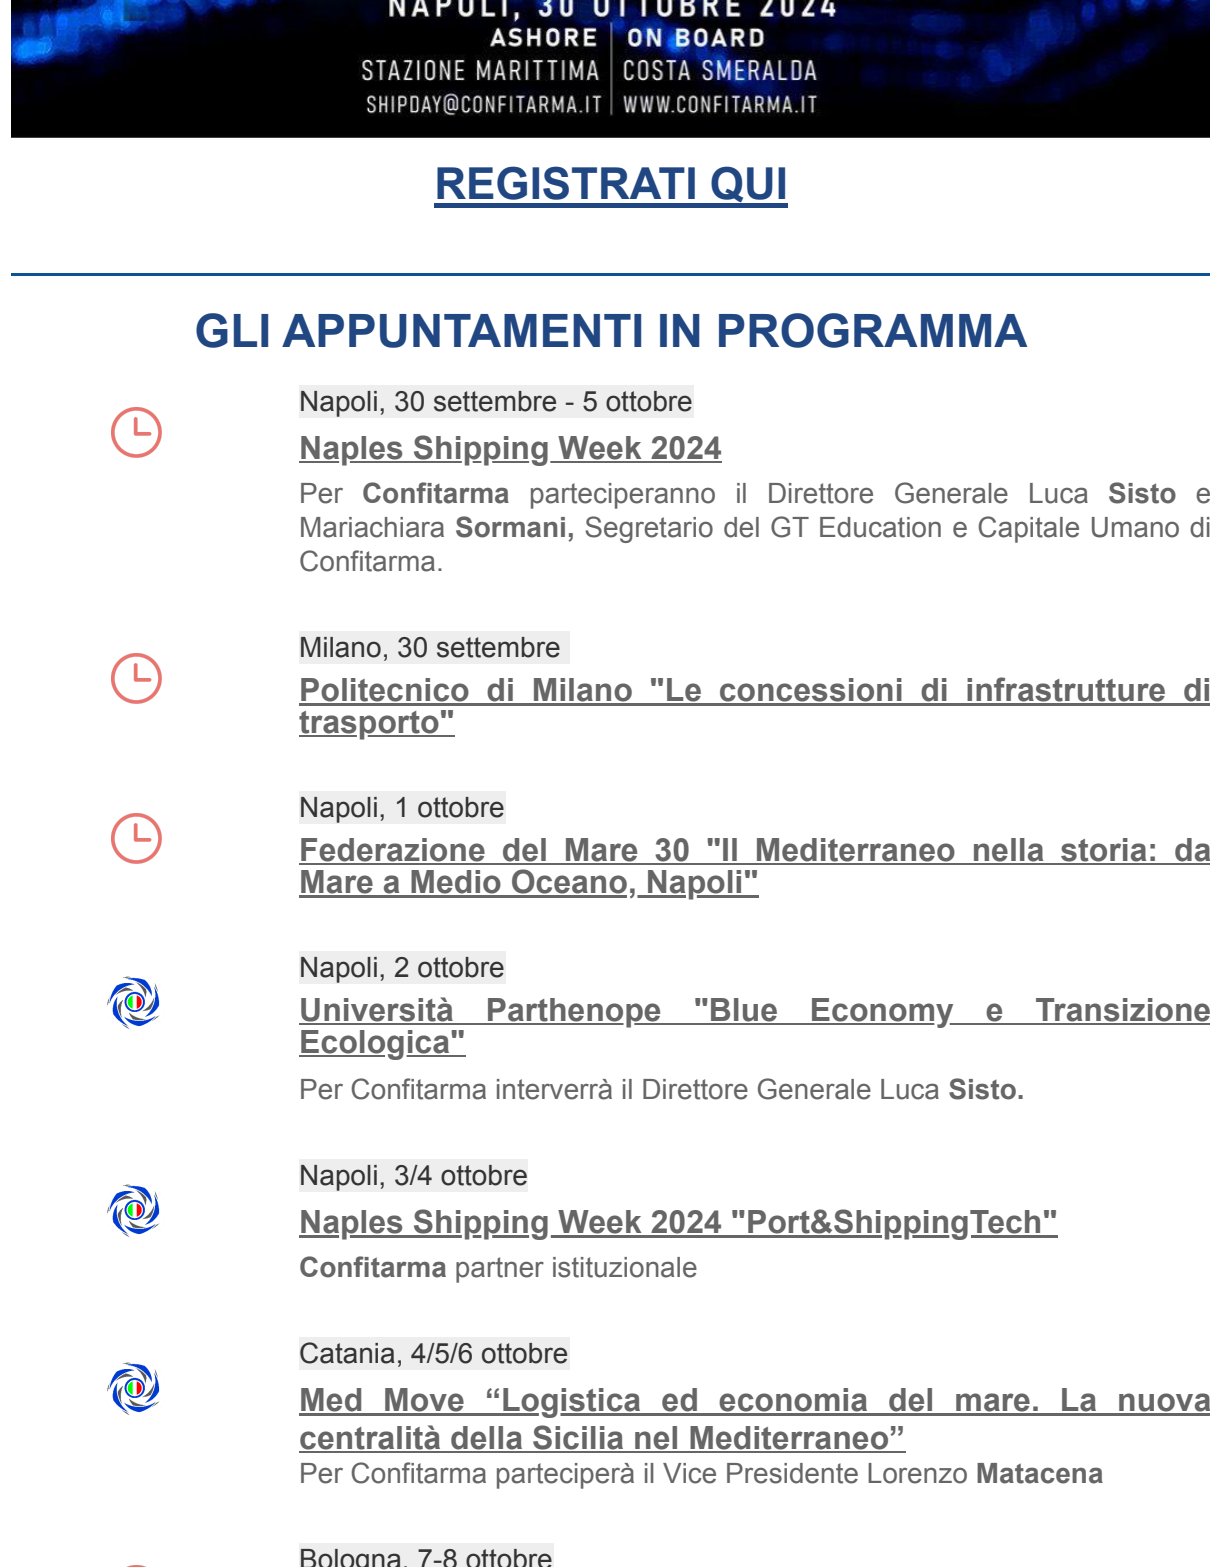 NAPOLI, 30 OTTOBRE 2024
ASHORE | ON BOARD
STAZIONE MARITTIMA | COSTA SMERALDA
SHIPDAY@CONFITARMA.IT | WWW.CONFITARMA.IT
REGISTRATI QUI
GLI APPUNTAMENTI IN PROGRAMMA
Napoli, 30 settembre - 5 ottobre
Naples Shipping Week 2024
Per Confitarma parteciperanno il Direttore Generale Luca Sisto e
Mariachiara Sormani, Segretario del GT Education e Capitale Umano di
Confitarma.
Milano, 30 settembre
Politecnico di Milano "Le concessioni di infrastrutture di
trasporto"
Napoli, 1 ottobre
Federazione del Mare 30 "Il Mediterraneo nella storia: da
Mare a Medio Oceano, Napoli"
Napoli, 2 ottobre
Università Parthenope "Blue Economy e Transizione
Ecologica"
Per Confitarma interverrà il Direttore Generale Luca Sisto.
Napoli, 3/4 ottobre
Naples Shipping Week 2024 "Port&ShippingTech"
Confitarma partner istituzionale
Catania, 4/5/6 ottobre
Med Move “Logistica ed economia del mare. La nuova
centralità della Sicilia nel Mediterraneo”
Per Confitarma parteciperà il Vice Presidente Lorenzo Matacena
Bologna, 7-8 ottobre